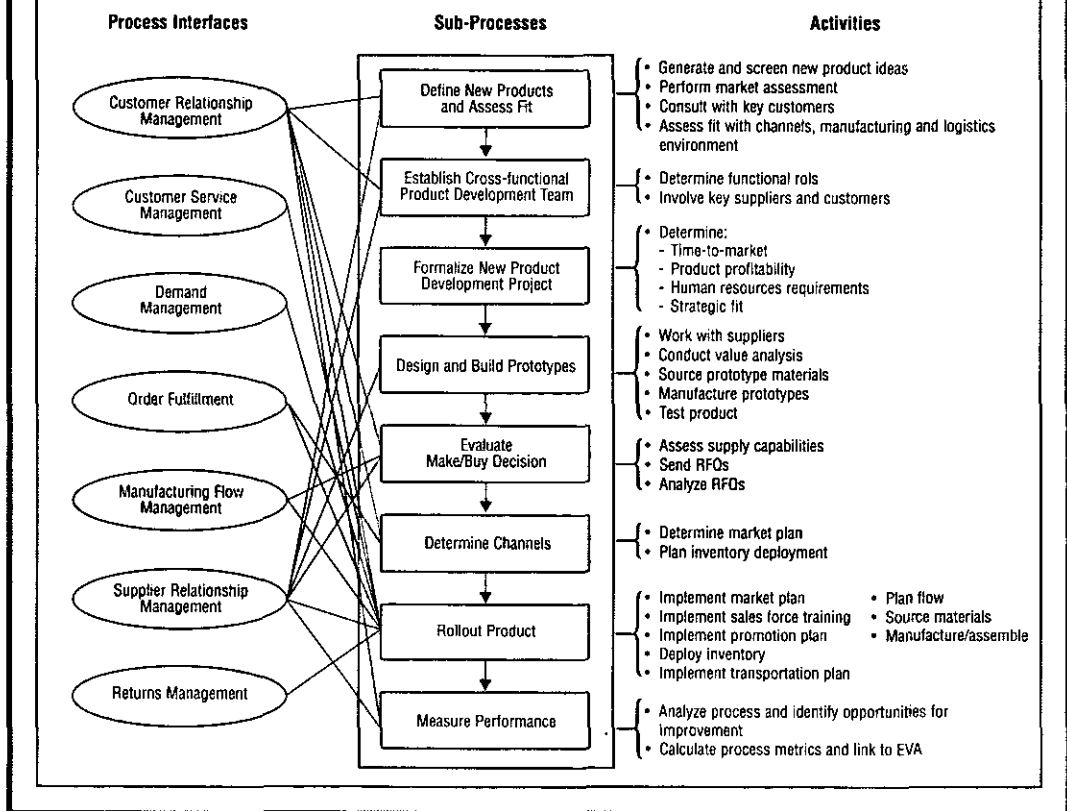 Process Interfaces
Sub-Processes
Activities
Customer Relationship
Management
Customer Service
Management
Demand
Management
Order Fulfillment
Manufacturing Flow
Management
Supplier Relationship
Management
Returns Management
Define New Products
and Assess Fit
Establish Cross-functional
Product Development Team
Formalize New Product
Development Project
Design and Build Prototypes
Evaluate
Make/Buy Decision
Determine Channels
Rollout Product
Measure Performance
• Generate and screen new product ideas
• Perform market assessment
• Consult with key customers
• Assess fit with channels, manufacturing and logistics
environment
• Determine functional rols
• Involve key suppliers and customers
• Determine:
- Time-to-market
- Product profitability
- Human resources requirements
- Strategic fit
• Work with suppliers
• Conduct value analysis
• Source prototype materials
• Manufacture prototypes
• Test product
• Assess supply capabilities
• Send RFQs
• Analyze RFQs
• Determine market plan
• Plan inventory deployment
• Implement market plan
• Implement sales force training
• Implement promotion plan
• Deploy inventory
• Implement transportation plan
• Plan flow
• Source materials
• Manufacture/assemble
• Analyze process and identify opportunities for
improvement
• Calculate process metrics and link to EVA